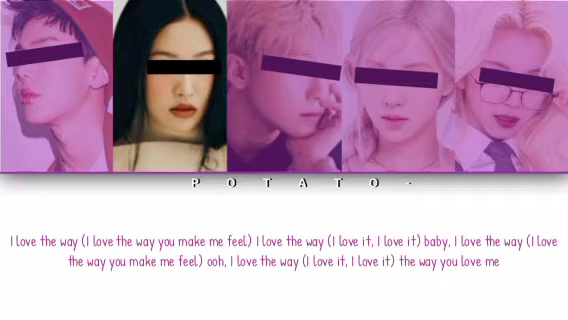 P O T A T O -
I love the way (I love the way you make me feel) I love the way (I love it, I love it) baby, I love the way (I love
the way you make me feel) ooh, I love the way (I love it, I love it) the way you love me